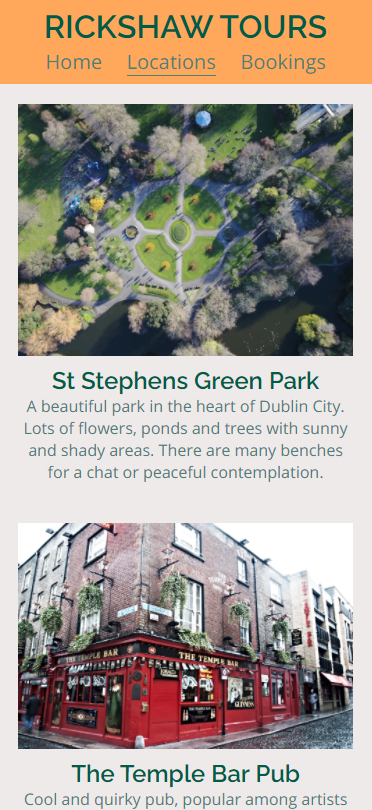 RICKSHAW TOURS
Home Locations Bookings
St Stephens Green Park
A beautiful park in the heart of Dublin City.
Lots of flowers, ponds and trees with sunny
and shady areas. There are many benches
for a chat or peaceful contemplation.
THE TEMPLE BAR
THE TEMPLE BAR
GUINNESS
The Temple Bar Pub
Cool and quirky pub, popular among artists